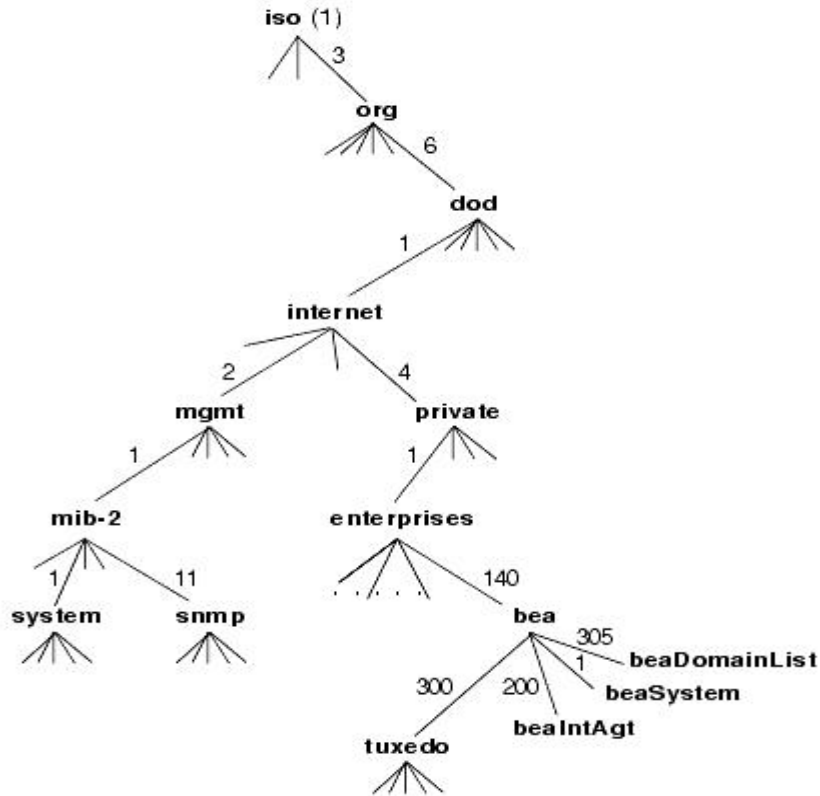 iso (1)
3
org
6
dod
1
internet
2
4
mgmt
private
1
1
mib-2
enterprises
1
11
140
system
snmp
bea
305
beaDomainList
300
200
1
beaSystem
beaIntAgt
tuxedo